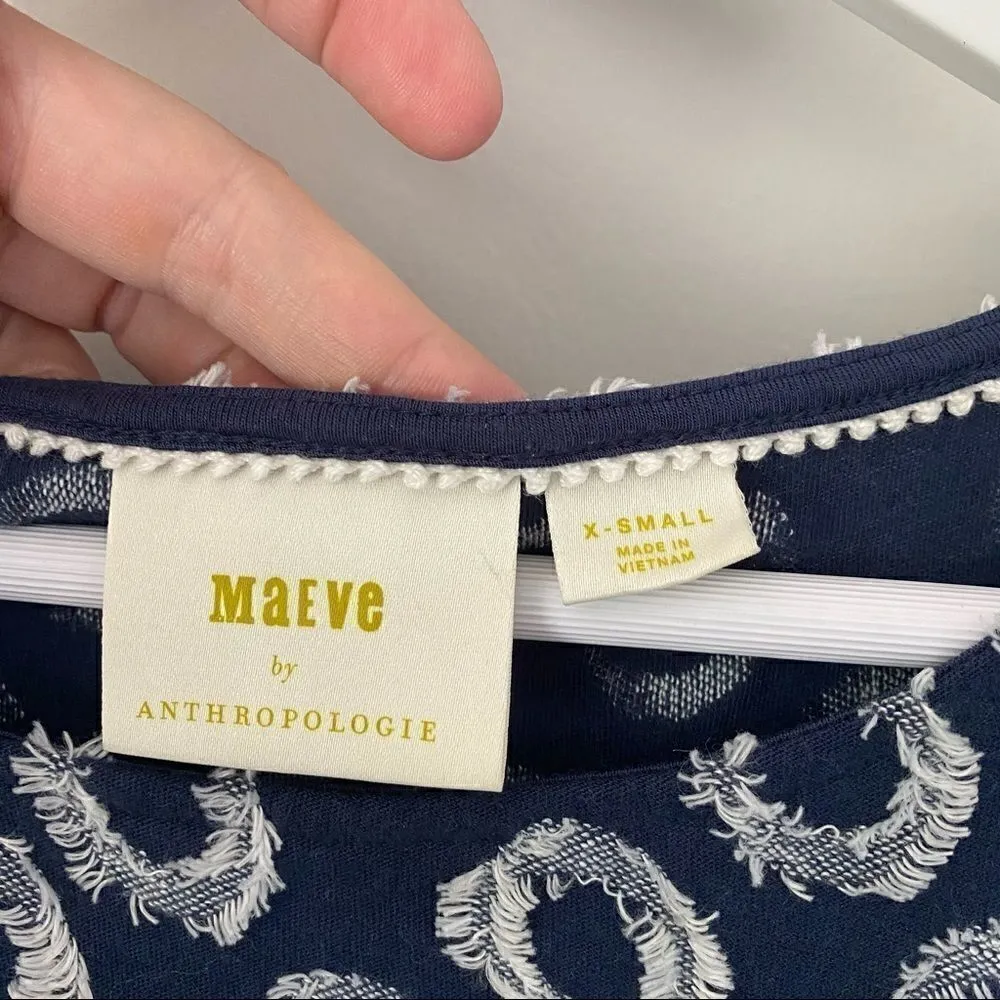 MaEVe
by
ANTHROPOLOGIE
X-SMALL
MADE IN
VIETNAM